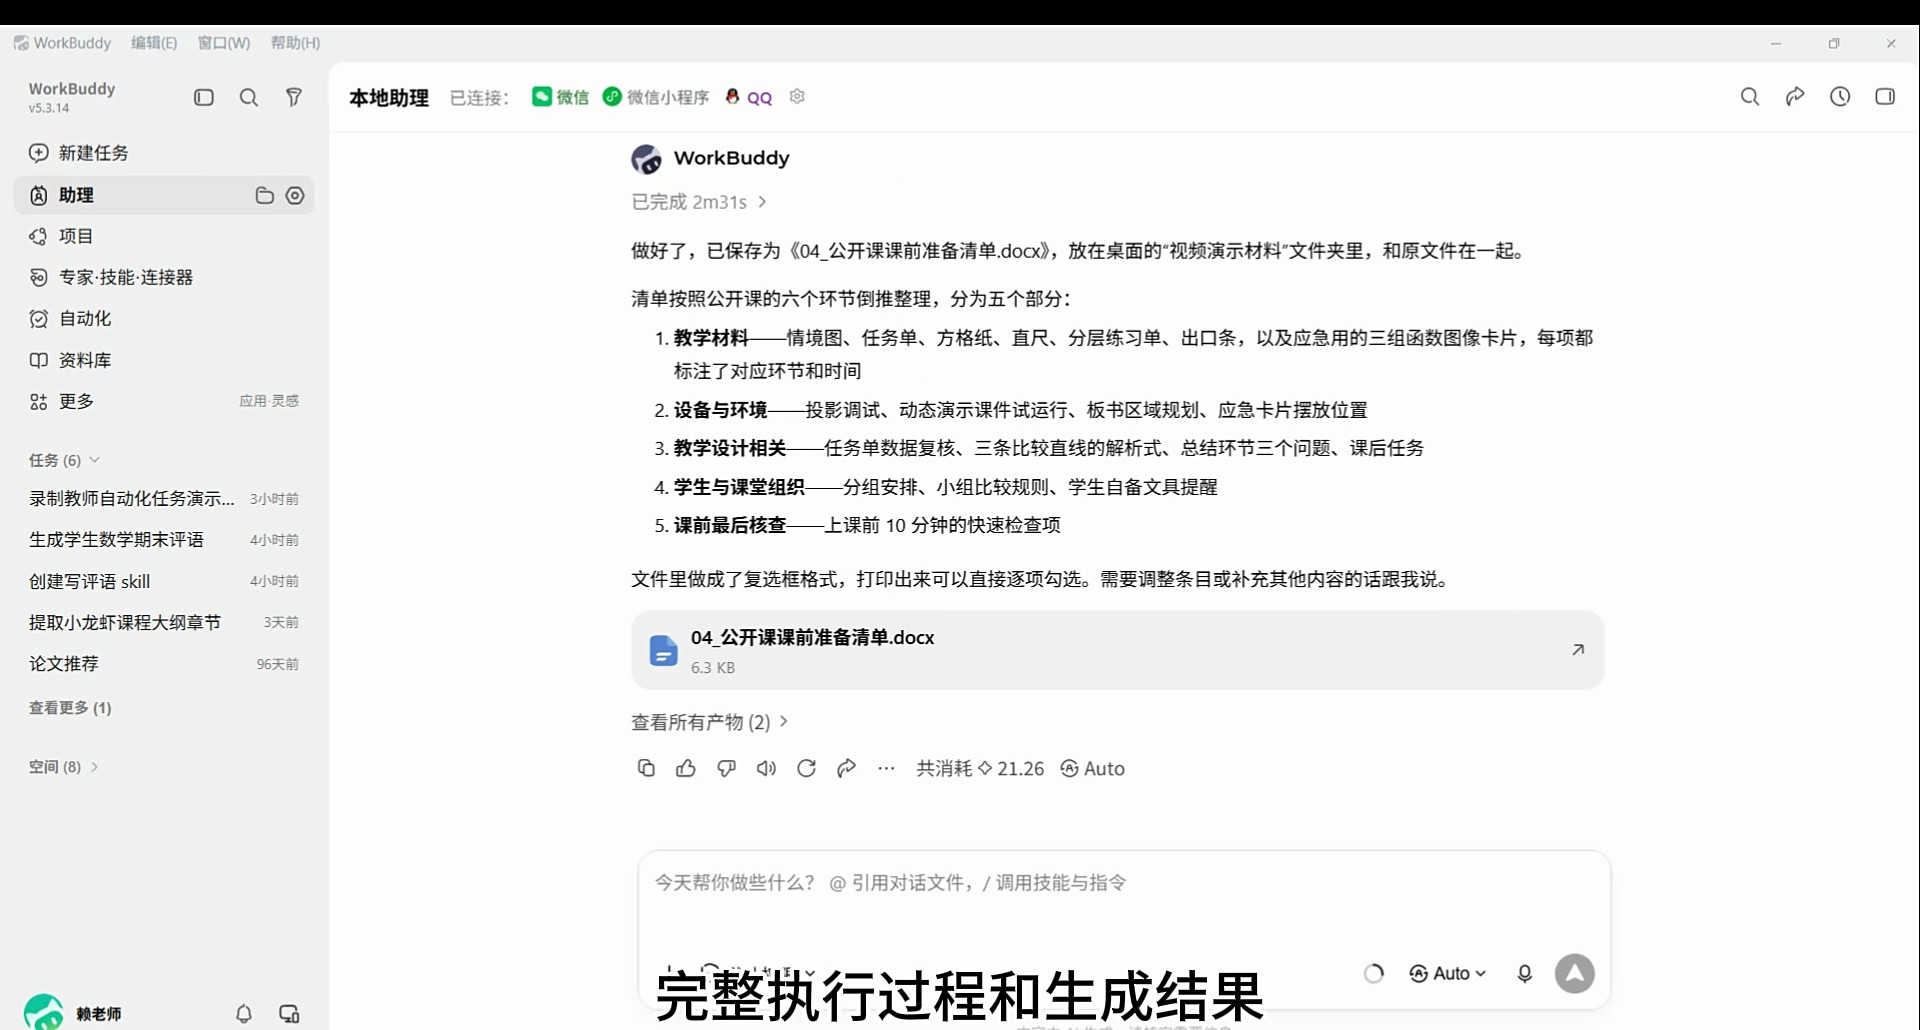 WorkBuddy 编辑(E) 窗口(W) 帮助(H)
WorkBuddy
v5.3.14
新建任务
助理
项目
专家·技能·连接器
自动化
资料库
更多 应用·灵感
任务 (6)
录制教师自动化任务演示... 3小时前
生成学生数学期末评语 4小时前
创建写评语 skill 4小时前
提取小龙虾课程大纲章节 3天前
论文推荐 96天前
查看更多 (1)
空间 (8)
赖老师
本地助理 已连接： 微信 微信小程序 QQ
WorkBuddy
已完成 2m31s
做好了，已保存为《04_公开课课前准备清单.docx》，放在桌面的“视频演示材料”文件夹里，和原文件在一起。
清单按照公开课的六个环节倒推整理，分为五个部分：
1. 教学材料——情境图、任务单、方格纸、直尺、分层练习单、出口条，以及应急用的三组函数图像卡片，每项都
标注了对应环节和时间
2. 设备与环境——投影调试、动态演示课件试运行、板书区域规划、应急卡片摆放位置
3. 教学设计相关——任务单数据复核、三条比较直线的解析式、总结环节三个问题、课后任务
4. 学生与课堂组织——分组安排、小组比较规则、学生自备文具提醒
5. 课前最后核查——上课前 10 分钟的快速检查项
文件里做成了复选框格式，打印出来可以直接逐项勾选。需要调整条目或补充其他内容的话跟我说。
04_公开课课前准备清单.docx
6.3 KB
查看所有产物 (2)
共消耗 21.26 Auto
今天帮你做些什么？ @ 引用对话文件，/ 调用技能与指令
Auto
完整执行过程和生成结果